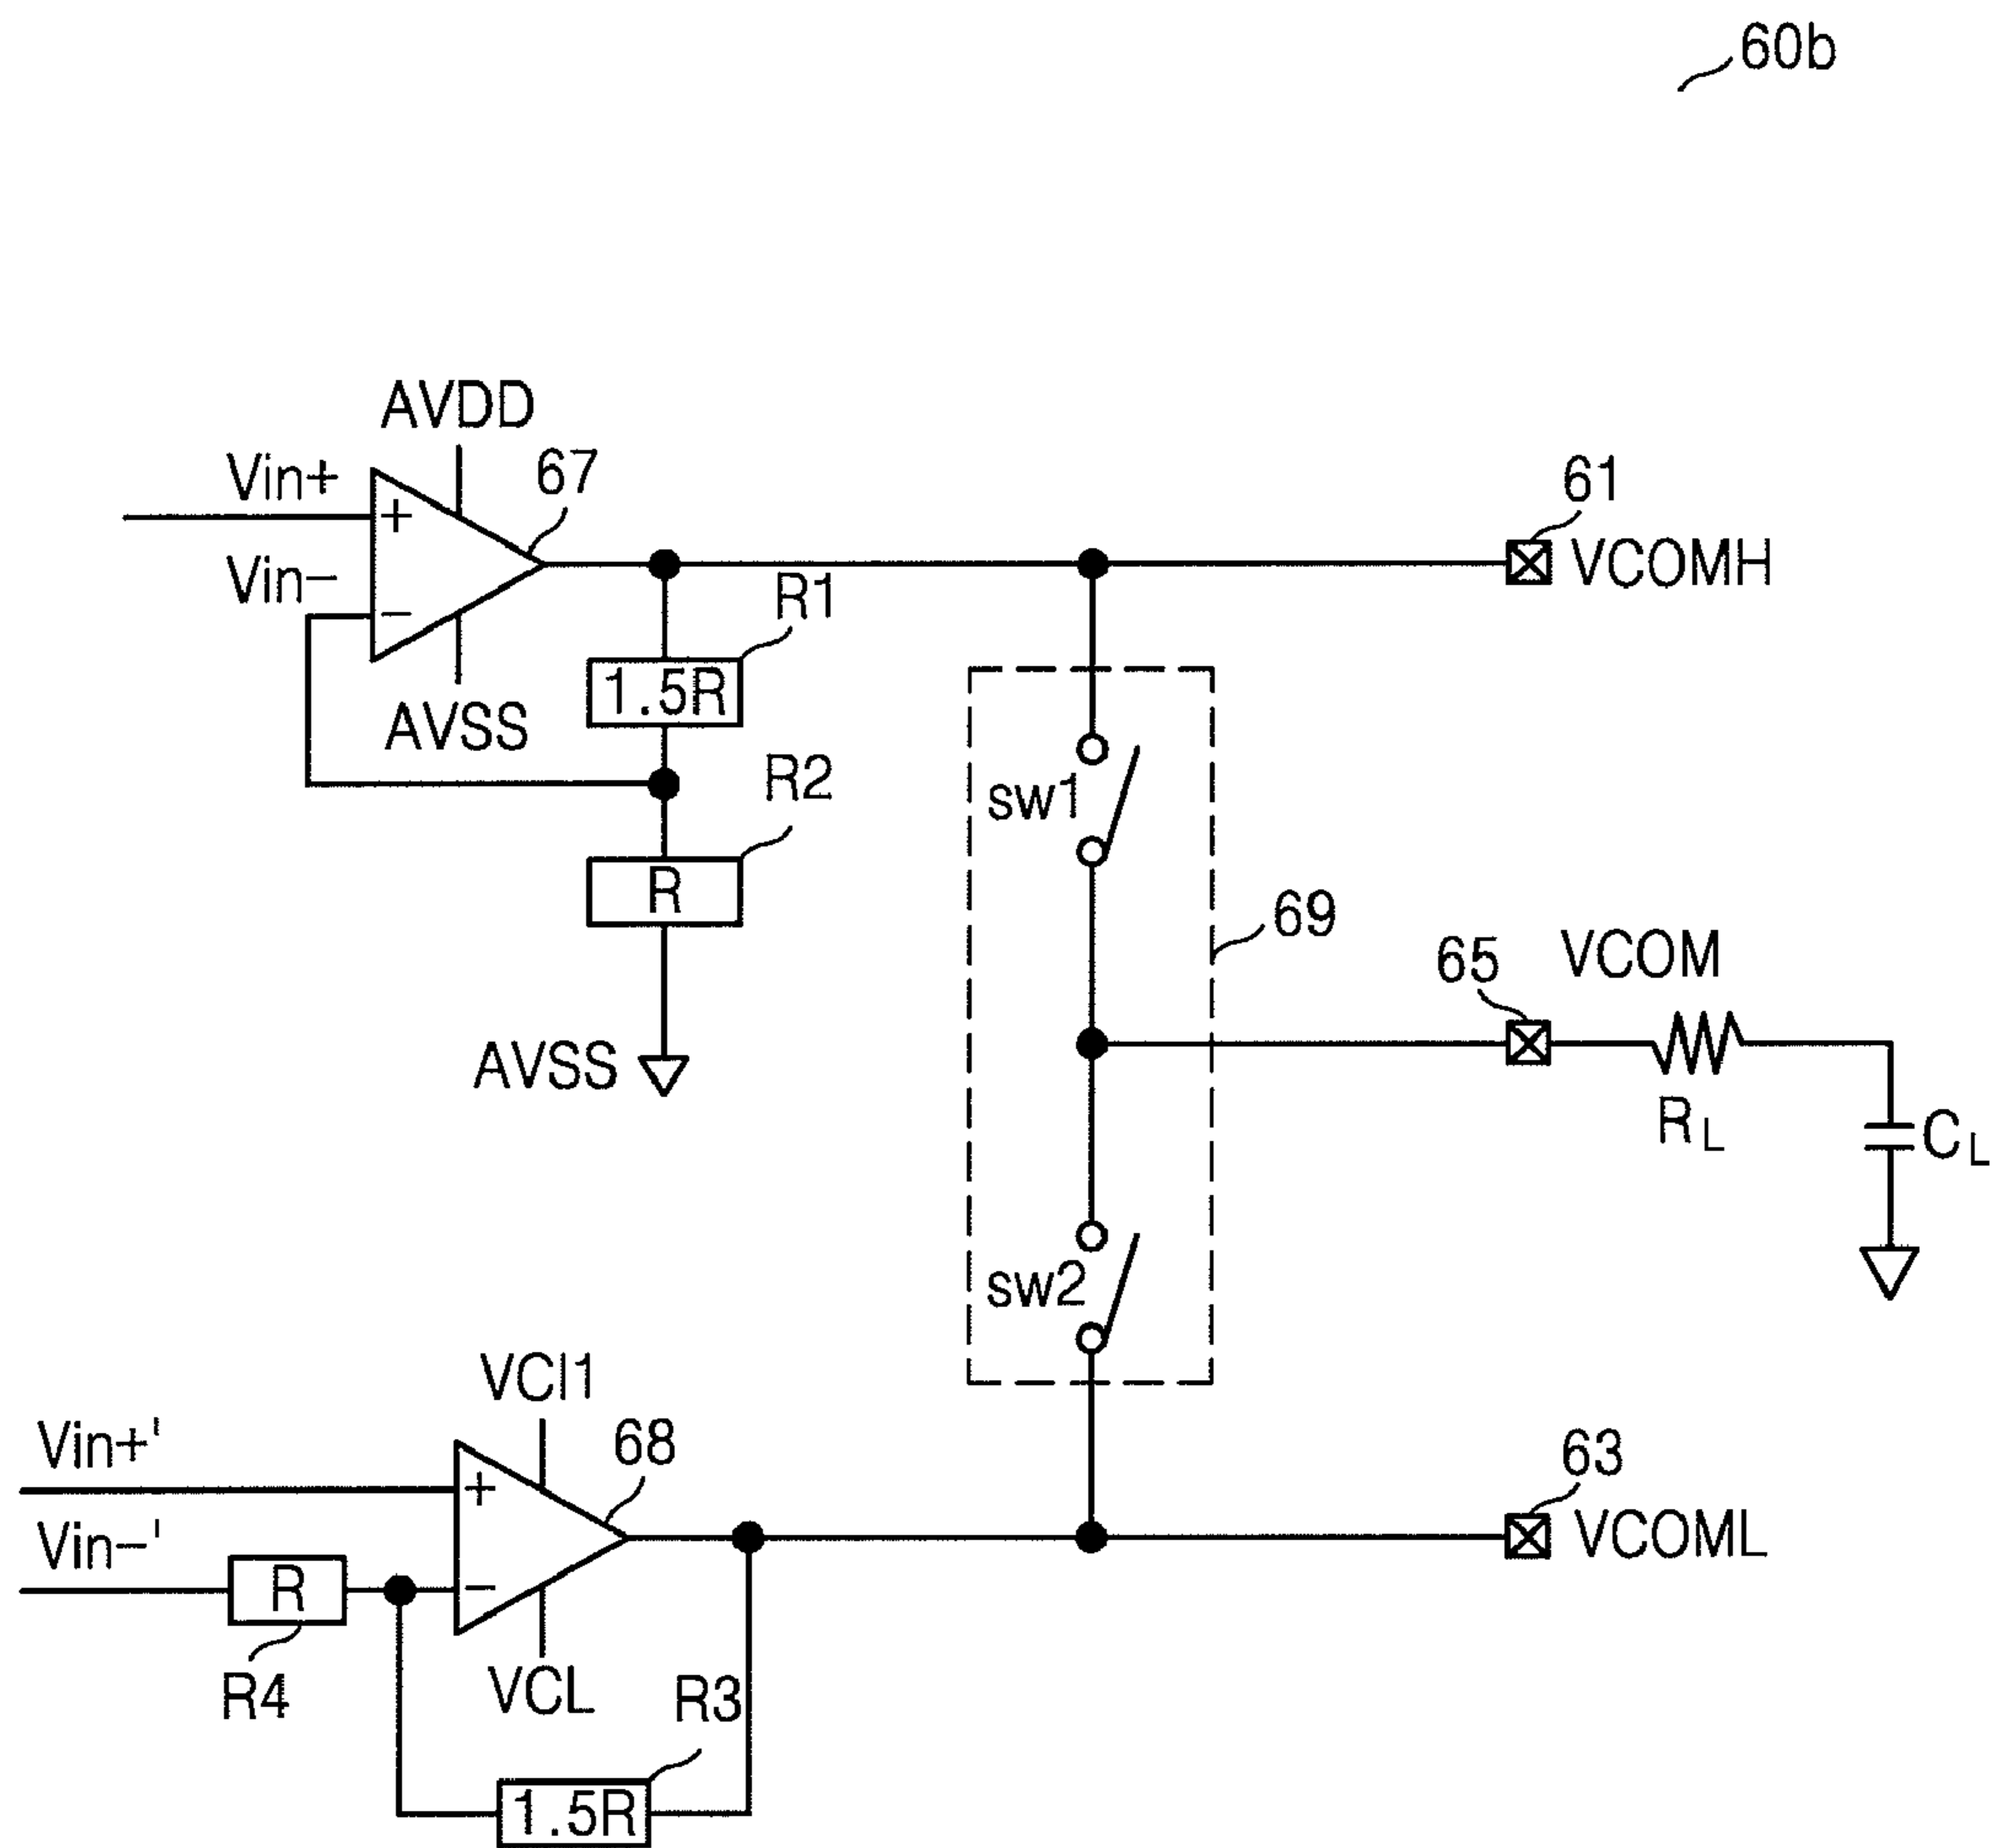 60b
AVDD
Vin+
67
61
+
Vin-
VCOMH
R1
−
1.5R
AVSS
R2
sw1
R
69
VCOM
65
AVSS
RL
CL
sw2
VCI1
Vin+'
68
63
+
Vin-'
VCOML
R
−
R4
VCL
R3
1.5R